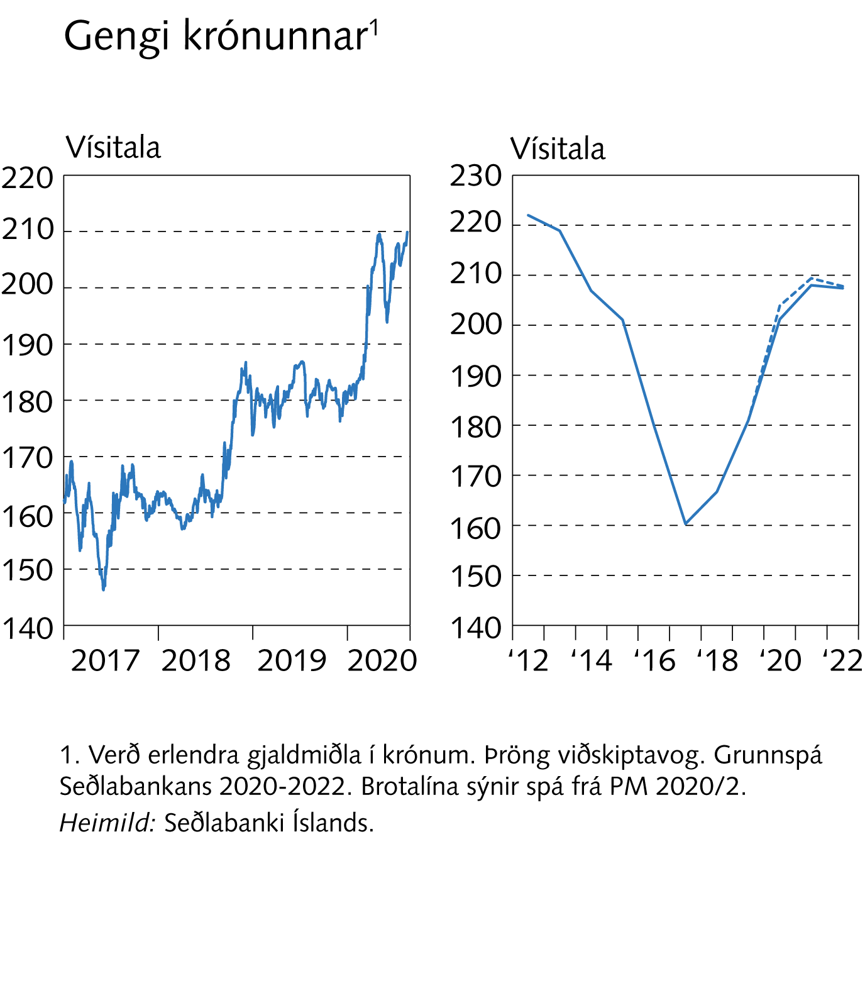 Gengi krónunnar¹
Vísitala
220
210
200
190
180
170
160
150
140
2017 2018 2019 2020
Vísitala
230
220
210
200
190
180
170
160
150
140
‘12 ‘14 ‘16 ‘18 ‘20 ‘22
1. Verð erlendra gjaldmiðla í krónum. Þröng viðskiptavog. Grunnspá
Seðlabankans 2020-2022. Brotalína sýnir spá frá PM 2020/2.
Heimild: Seðlabanki Íslands.